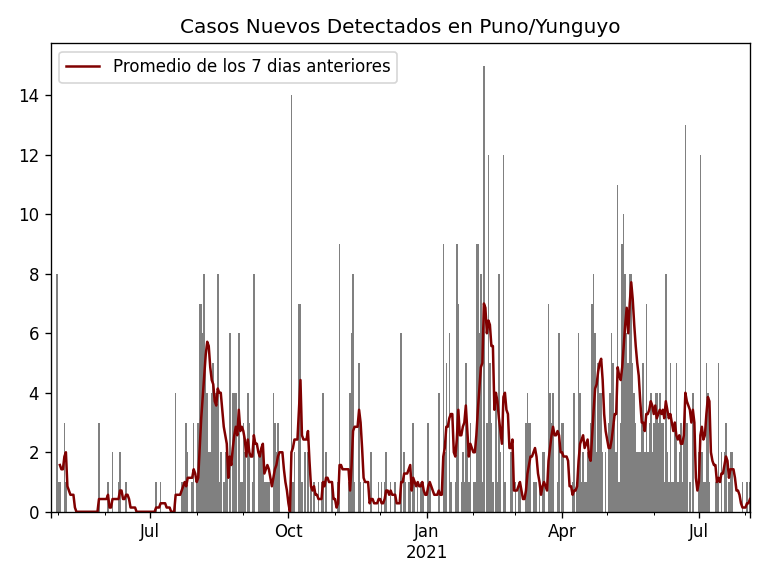 Casos Nuevos Detectados en Puno/Yunguyo
Promedio de los 7 dias anteriores
14
12
10
8
6
4
2
0
Jul
Oct
Jan
2021
Apr
Jul